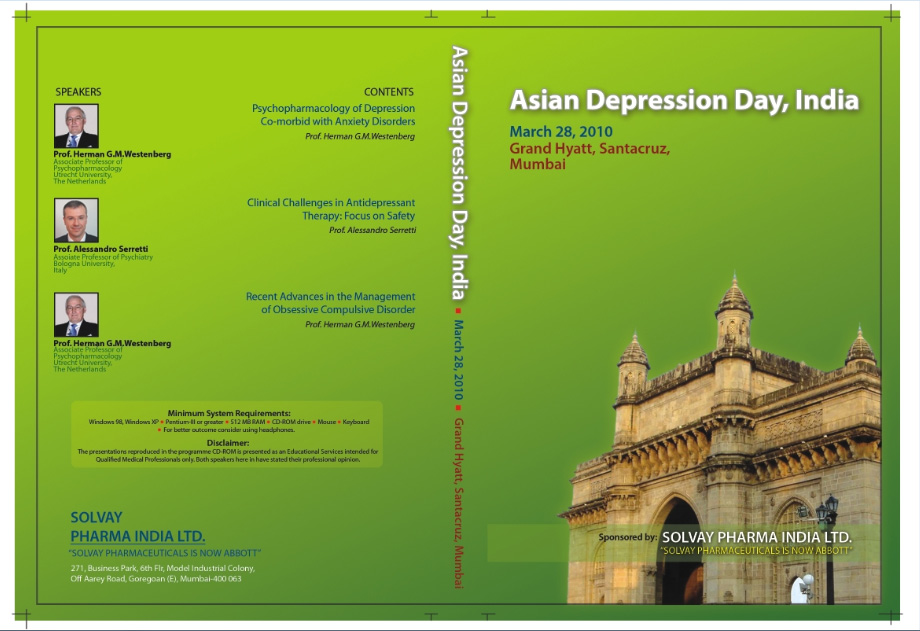 SPEAKERS
Prof. Herman G.M.Westenberg
Associate Professor of
Psychopharmacology
Utrecht University,
The Netherlands
Prof. Alessandro Serretti
Assoiate Professor of Psychiatry
Bologna University,
Italy
Prof. Herman G.M.Westenberg
Associate Professor of
Psychopharmacology
Utrecht University,
The Netherlands
CONTENTS
Psychopharmacology of Depression
Co-morbid with Anxiety Disorders
Prof. Herman G.M.Westenberg
Clinical Challenges in Antidepressant
Therapy: Focus on Safety
Prof. Alessandro Serretti
Recent Advances in the Management
of Obsessive Compulsive Disorder
Prof. Herman G.M.Westenberg
Minimum System Requirements:
Windows 98, Windows XP • Pentium-III or greater • 512 MB RAM • CD-ROM drive • Mouse • Keyboard
• For better outcome consider using headphones.
Disclaimer:
The presentations reproduced in the programme CD-ROM is presented as an Educational Services intended for
Qualified Medical Professionals only. Both speakers here in have stated their professional opinion.
SOLVAY
PHARMA INDIA LTD.
"SOLVAY PHARMACEUTICALS IS NOW ABBOTT"
271, Business Park, 6th Flr, Model Industrial Colony,
Off Aarey Road, Goregoan (E), Mumbai-400 063
Asian Depression Day, India • March 28, 2010 • Grand Hyatt, Santacruz, Mumbai
Asian Depression Day, India
March 28, 2010
Grand Hyatt, Santacruz,
Mumbai
Sponsored by: SOLVAY PHARMA INDIA LTD.
"SOLVAY PHARMACEUTICALS IS NOW ABBOTT"